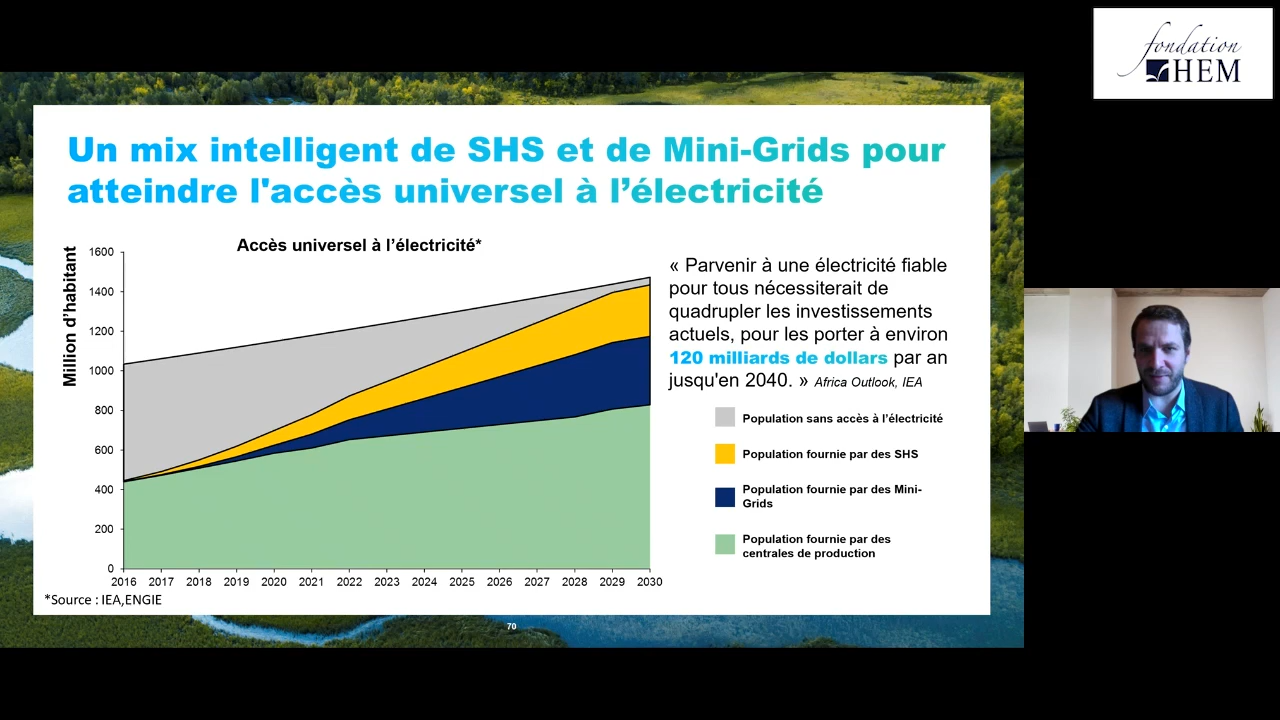 fondation
HEM
Un mix intelligent de SHS et de Mini-Grids pour
atteindre l'accès universel à l’électricité
Accès universel à l’électricité*
Million d’habitant
1600
1400
1200
1000
800
600
400
200
0
2016 2017 2018 2019 2020 2021 2022 2023 2024 2025 2026 2027 2028 2029 2030
« Parvenir à une électricité fiable
pour tous nécessiterait de
quadrupler les investissements
actuels, pour les porter à environ
120 milliards de dollars par an
jusqu'en 2040. » Africa Outlook, IEA
Population sans accès à l’électricité
Population fournie par des SHS
Population fournie par des Mini-
Grids
Population fournie par des
centrales de production
*Source : IEA,ENGIE
70